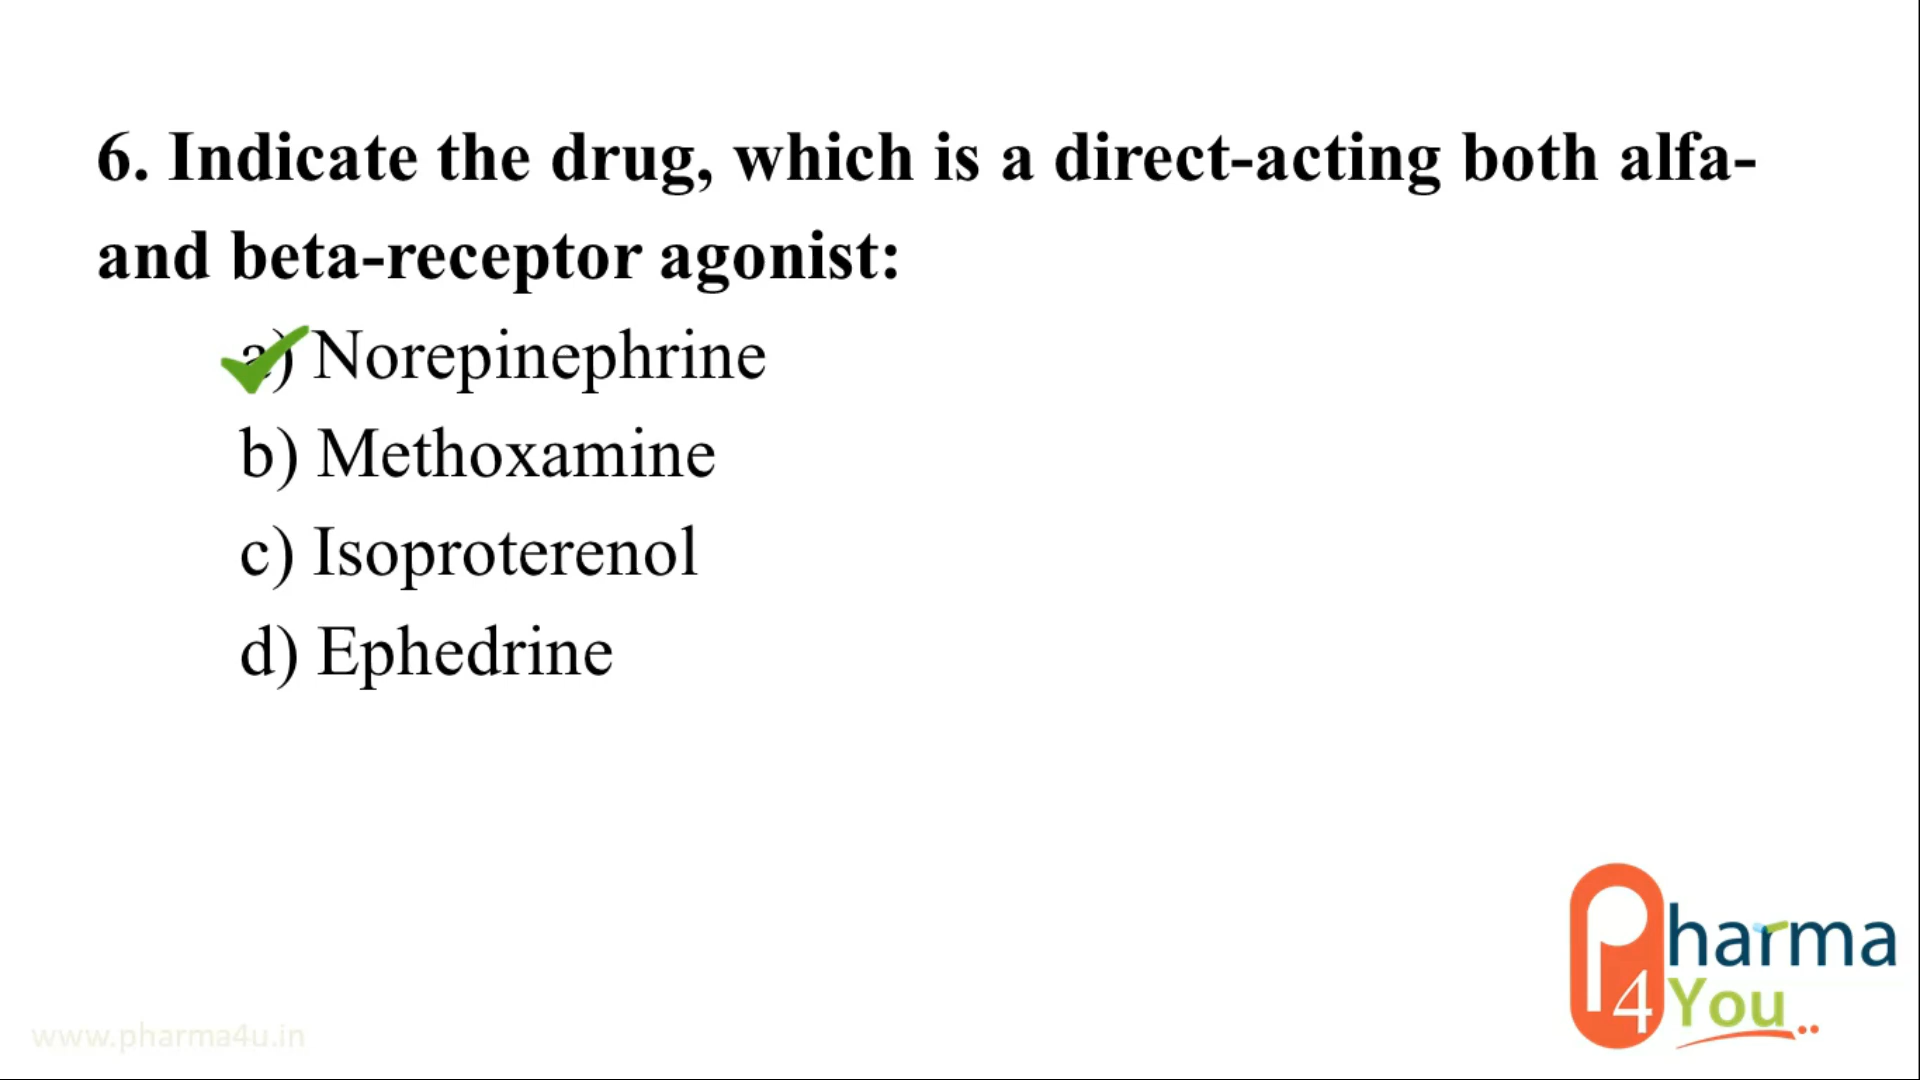 6. Indicate the drug, which is a direct-acting both alfa-
and beta-receptor agonist:
a) Norepinephrine
b) Methoxamine
c) Isoproterenol
d) Ephedrine
Pharma
4 You
www.pharma4u.in